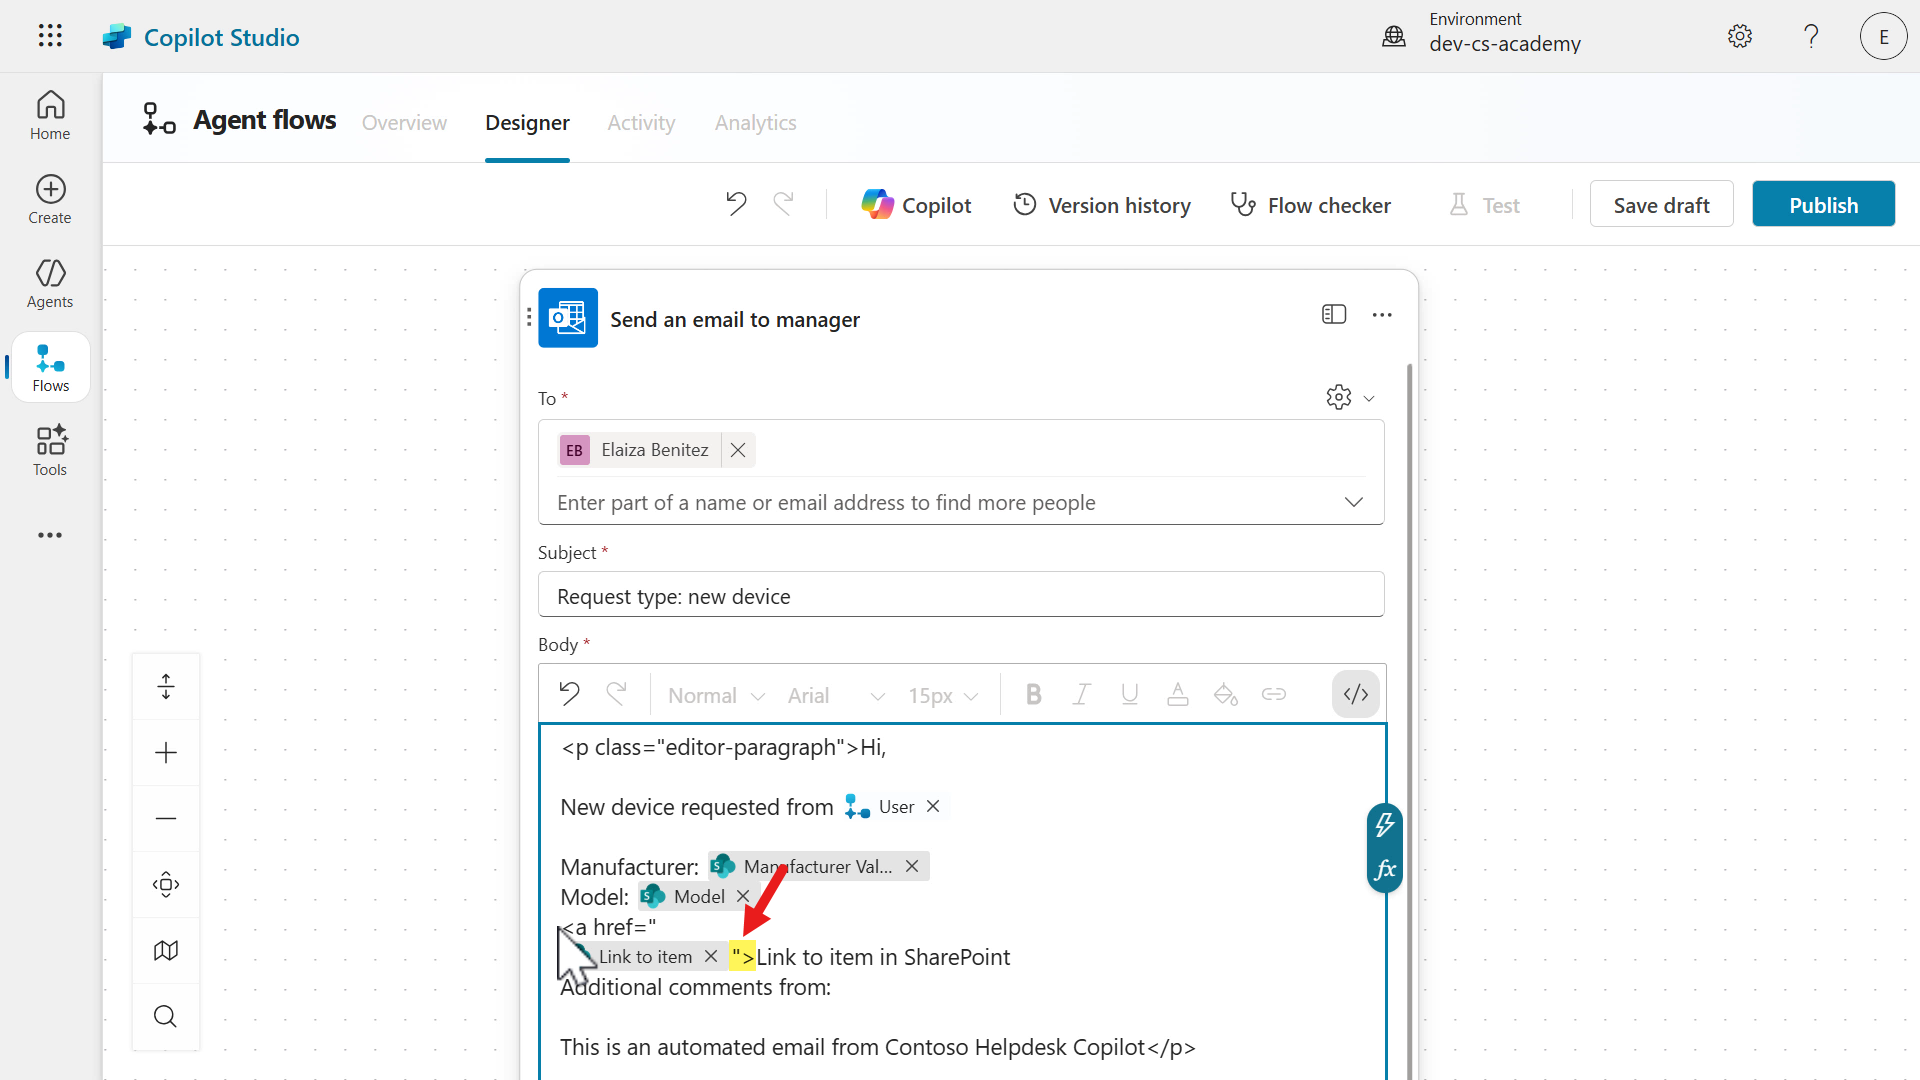 Copilot Studio
Environment
dev-cs-academy
E
Home
Create
Agents
Flows
Tools
Agent flows
Overview
Designer
Activity
Analytics
Copilot
Version history
Flow checker
Test
Save draft
Publish
Send an email to manager
To *
EB Elaiza Benitez
Enter part of a name or email address to find more people
Subject *
Request type: new device
Body *
Normal
Arial
15px
B I U A </>
<p class="editor-paragraph">Hi,
New device requested from User
Manufacturer: Manufacturer Val...
Model: Model
<a href="
Link to item ">Link to item in SharePoint
Additional comments from:
This is an automated email from Contoso Helpdesk Copilot</p>
fx